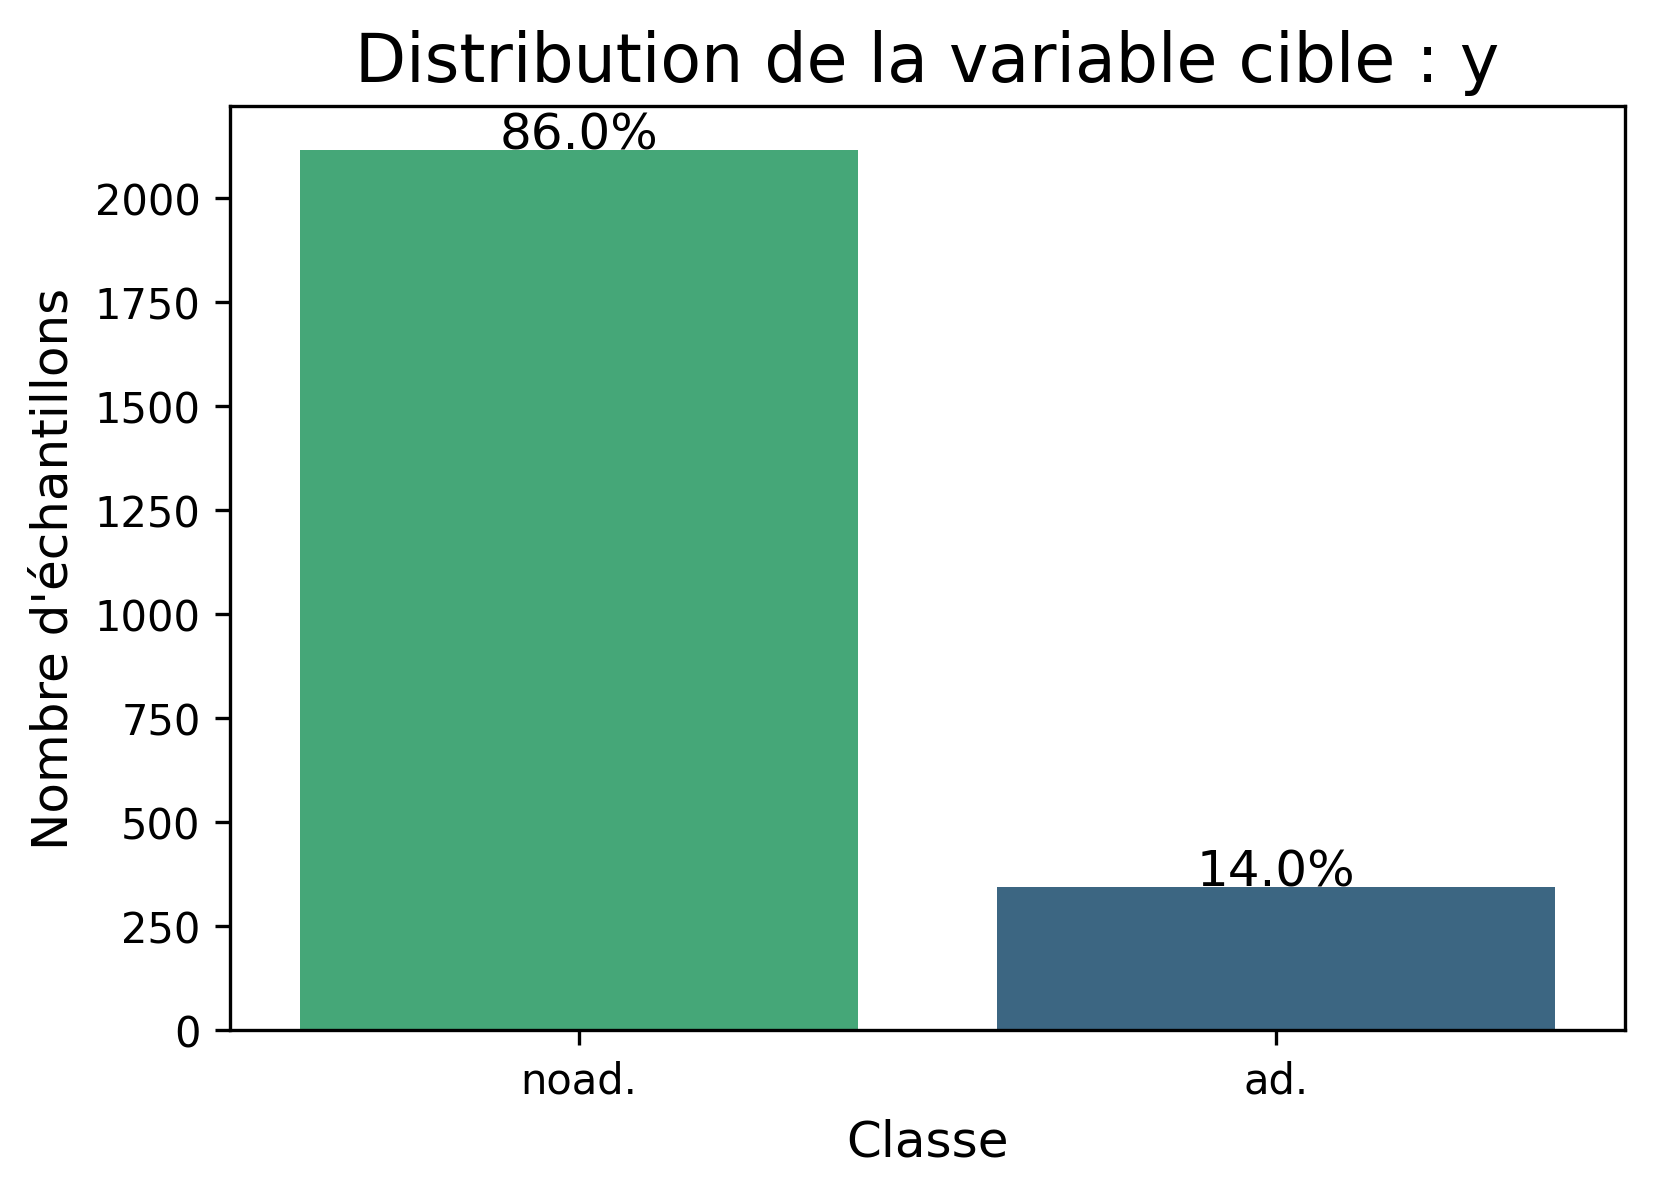 Distribution de la variable cible : y
86.0%
2000
1750
1500
1250
1000
750
500
250
0
Nombre d'échantillons
14.0%
noad.
ad.
Classe